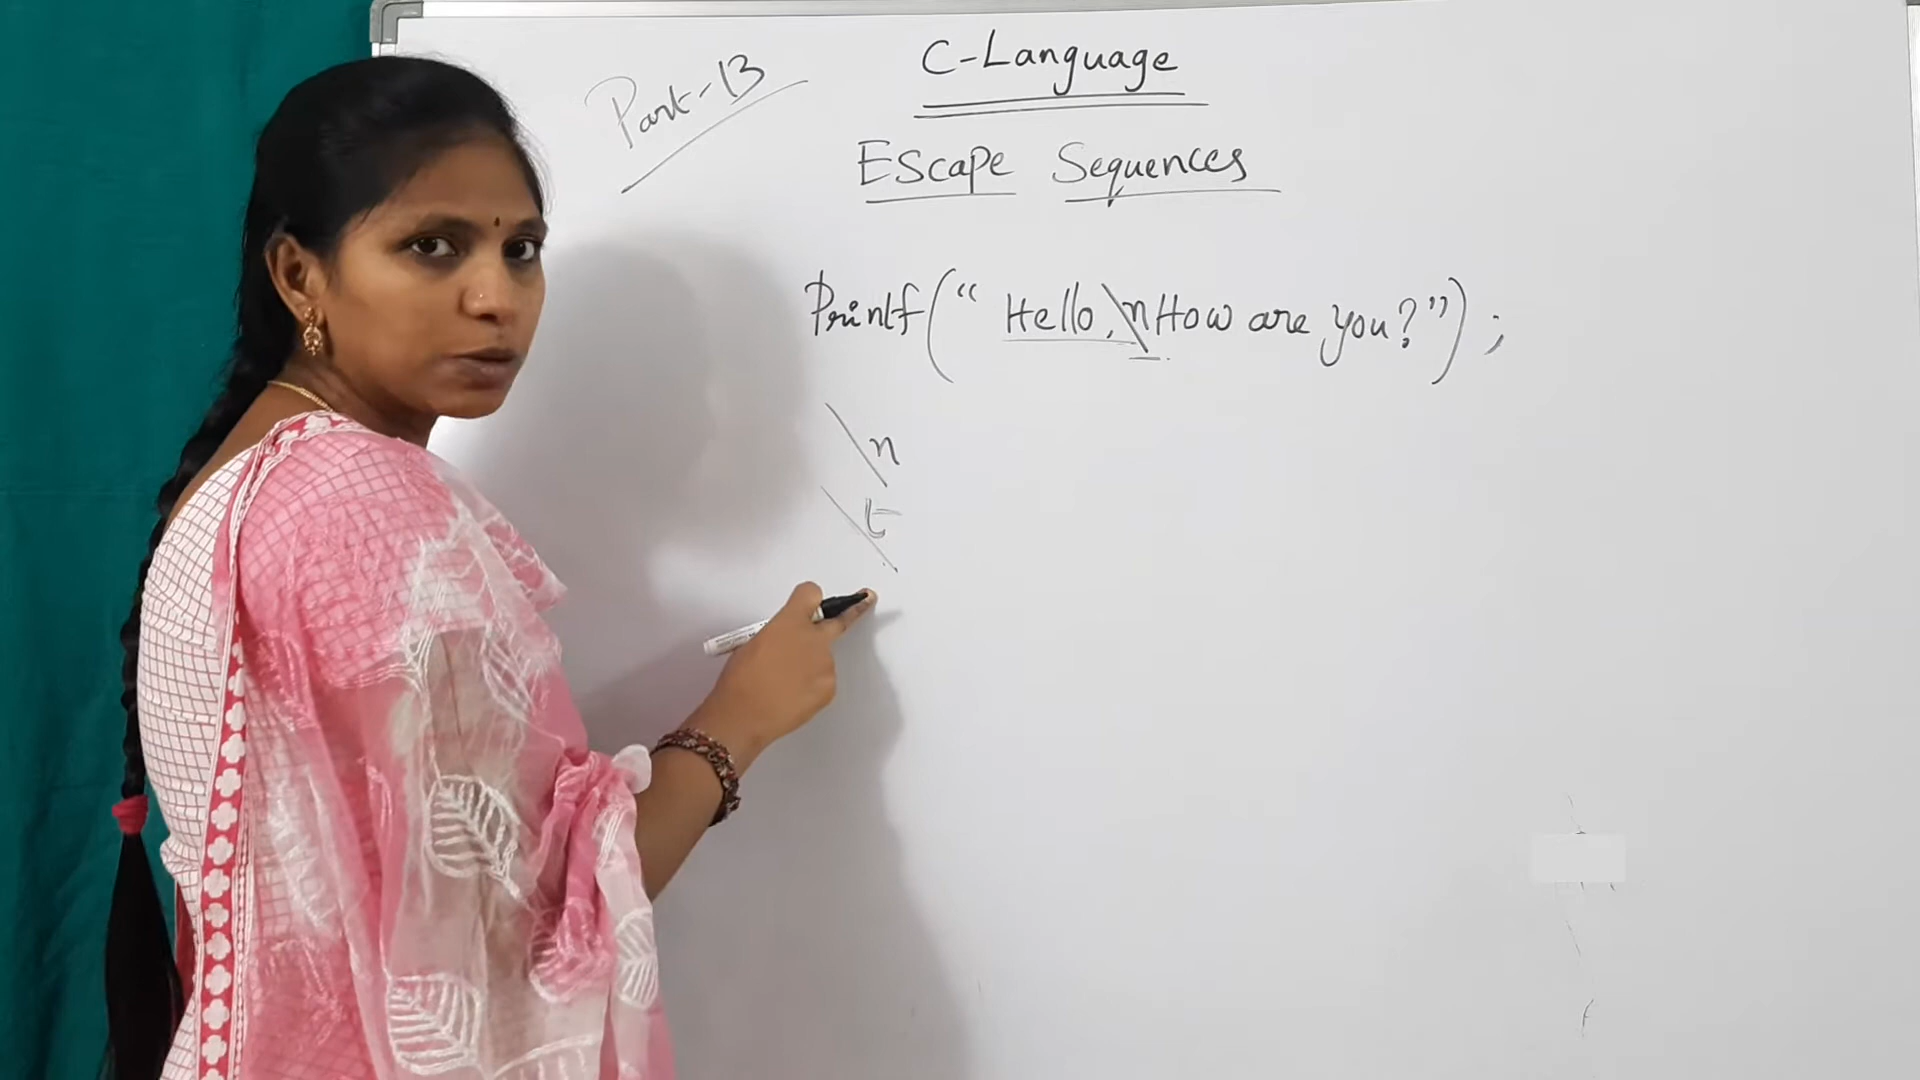 Part-13
C-Language
Escape Sequences
Printf(“ Hello,\nHow are you?”);
\n
\t